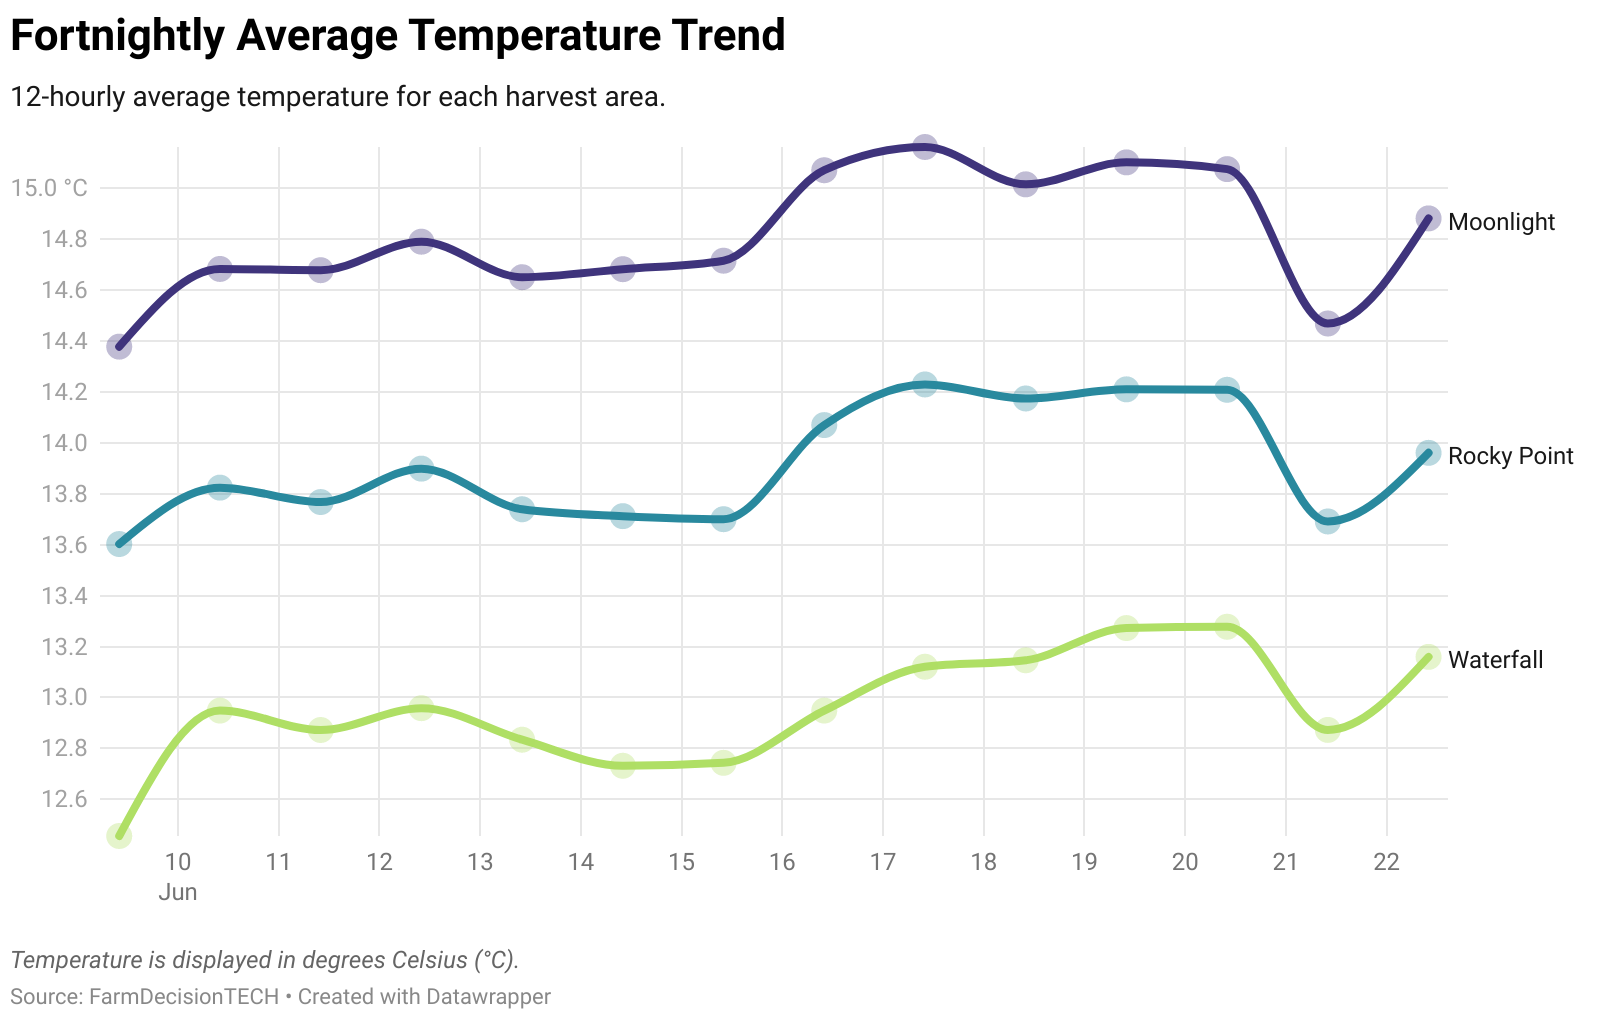 Fortnightly Average Temperature Trend
12-hourly average temperature for each harvest area.
15.0 °C
14.8
14.6
14.4
14.2
14.0
13.8
13.6
13.4
13.2
13.0
12.8
12.6
Moonlight
Rocky Point
Waterfall
10 11 12 13 14 15 16 17 18 19 20 21 22
Jun
Temperature is displayed in degrees Celsius (°C).
Source: FarmDecisionTECH • Created with Datawrapper